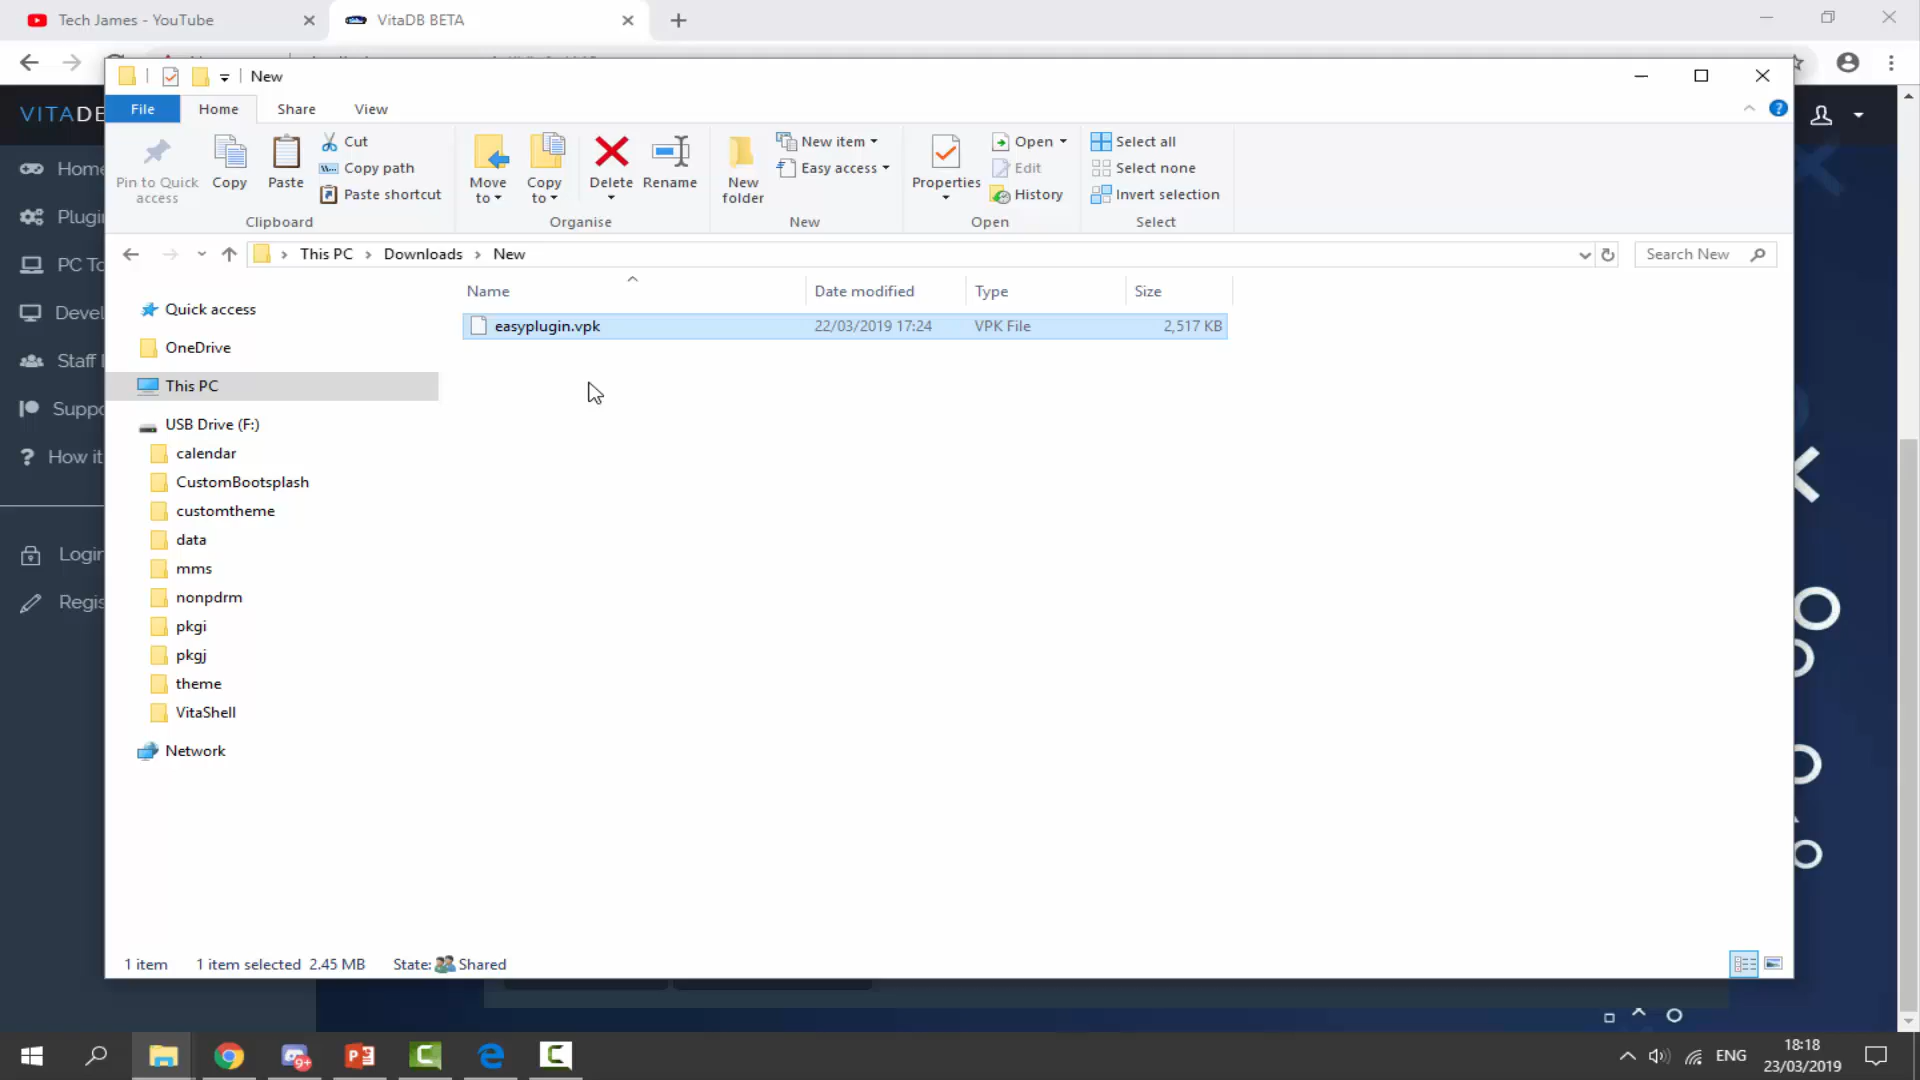 Tech James - YouTube
VitaDB BETA
New
File
Home
Share
View
Pin to Quick access
Copy
Paste
Cut
Copy path
Paste shortcut
Clipboard
Move to
Copy to
Delete
Rename
Organise
New folder
New item
Easy access
New
Properties
Open
Edit
History
Open
Select all
Select none
Invert selection
Select
This PC
Downloads
New
Search New
Name
Date modified
Type
Size
easyplugin.vpk
22/03/2019 17:24
VPK File
2,517 KB
Quick access
OneDrive
This PC
USB Drive (F:)
calendar
CustomBootsplash
customtheme
data
mms
nonpdrm
pkgi
pkgj
theme
VitaShell
Network
1 item
1 item selected 2.45 MB
State: Shared
VITADE
Home
Plugi
PC To
Devel
Staff
Suppo
How it
Login
Regis
9+
ENG
18:18
23/03/2019